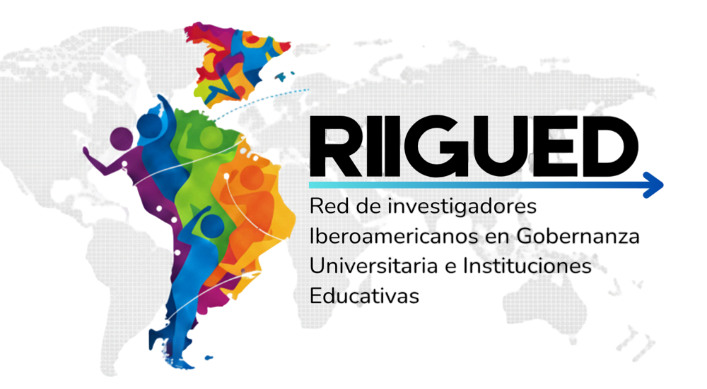 RIIGUED
Red de investigadores
Iberoamericanos en Gobernanza
Universitaria e Instituciones
Educativas